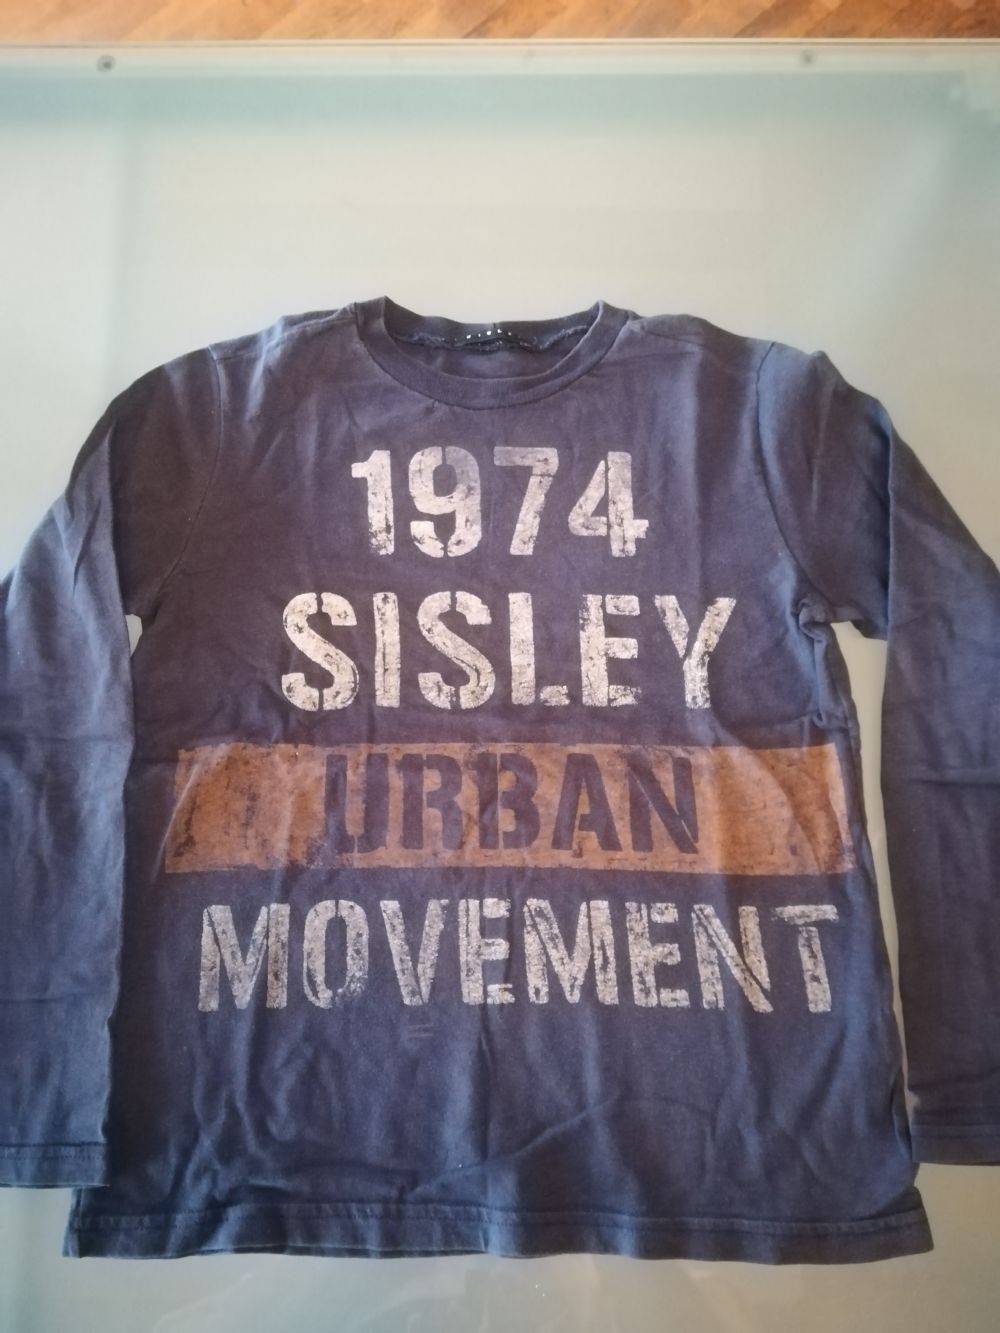 1974
SISLEY
URBAN
MOVEMENT